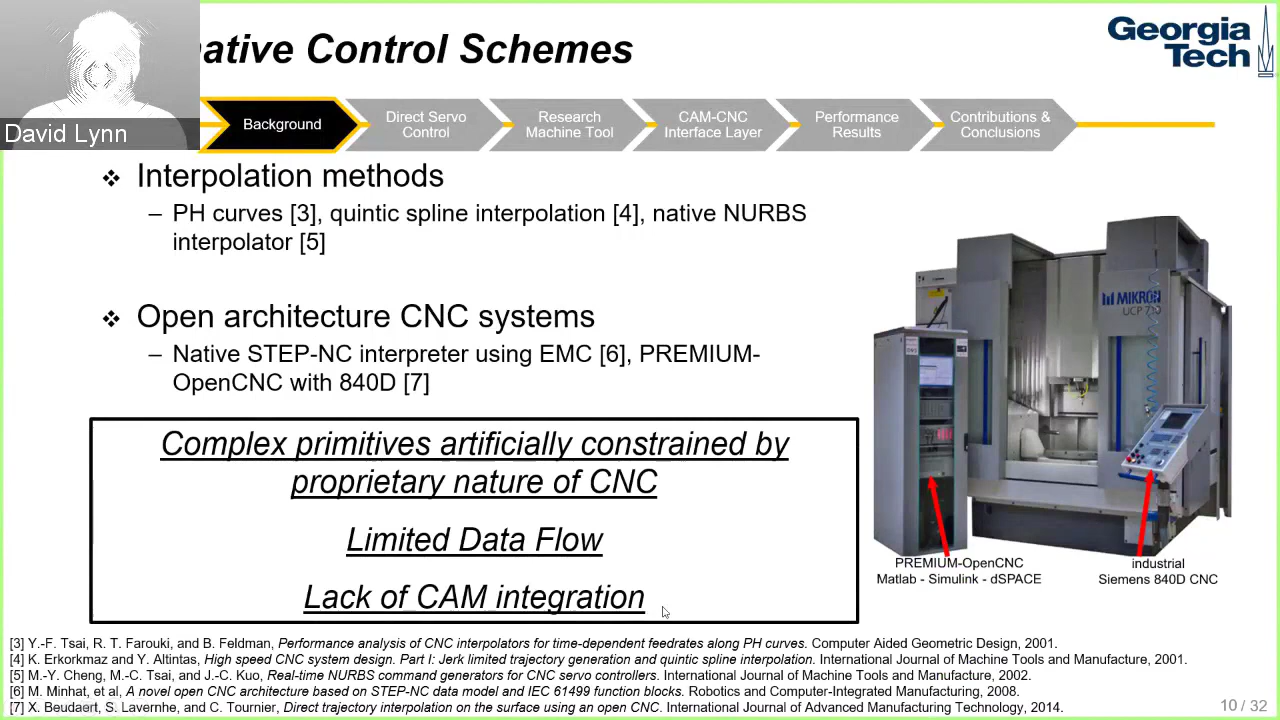 native Control Schemes
Georgia
Tech
David Lynn
Background
Direct Servo
Control
Research
Machine Tool
CAM-CNC
Interface Layer
Performance
Results
Contributions &
Conclusions
❖ Interpolation methods
– PH curves [3], quintic spline interpolation [4], native NURBS
interpolator [5]
❖ Open architecture CNC systems
– Native STEP-NC interpreter using EMC [6], PREMIUM-
OpenCNC with 840D [7]
Complex primitives artificially constrained by
proprietary nature of CNC
Limited Data Flow
Lack of CAM integration
MIKRON
UCP 710
PREMIUM-OpenCNC
Matlab - Simulink - dSPACE
industrial
Siemens 840D CNC
[3] Y.-F. Tsai, R. T. Farouki, and B. Feldman, Performance analysis of CNC interpolators for time-dependent feedrates along PH curves. Computer Aided Geometric Design, 2001.
[4] K. Erkorkmaz and Y. Altintas, High speed CNC system design. Part I: Jerk limited trajectory generation and quintic spline interpolation. International Journal of Machine Tools and Manufacture, 2001.
[5] M.-Y. Cheng, M.-C. Tsai, and J.-C. Kuo, Real-time NURBS command generators for CNC servo controllers. International Journal of Machine Tools and Manufacture, 2002.
[6] M. Minhat, et al, A novel open CNC architecture based on STEP-NC data model and IEC 61499 function blocks. Robotics and Computer-Integrated Manufacturing, 2008.
[7] X. Beudaert, S. Lavernhe, and C. Tournier, Direct trajectory interpolation on the surface using an open CNC. International Journal of Advanced Manufacturing Technology, 2014.
10 / 32